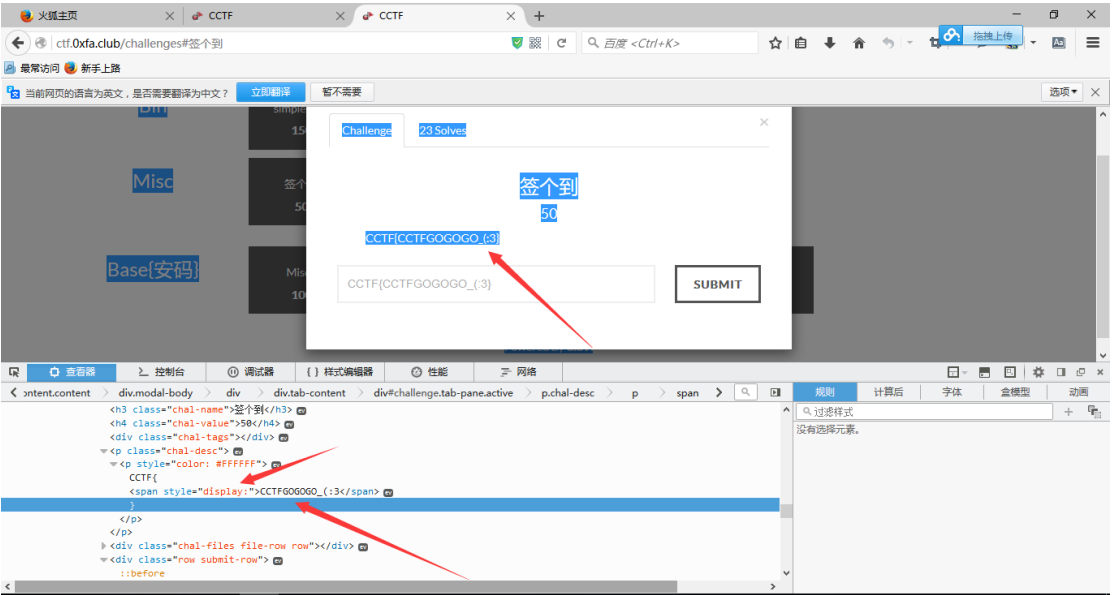 火狐主页
CCTF
CCTF
ctf.0xfa.club/challenges#签到
百度 <Ctrl+K>
拖拽上传
最常访问 新手上路
当前网页的语言为英文，是否需要翻译为中文？ 立即翻译 暂不需要 选项
Challenge 23 Solves
Misc
签个到
50
CCTF{CCTFGOGOGO_(:3}
Base{安码}
CCTF{CCTFGOGOGO_(:3}
SUBMIT
查看器 控制台 调试器 { } 样式编辑器 性能 网络
ontent.content div.modal-body div div.tab-content div#challenge.tab-pane.active p.chal-desc p span
规则 计算后 字体 盒模型 动画
过滤样式
没有选择元素。
<h3 class="chal-name">签个到</h3> ev
<h4 class="chal-value">50</h4> ev
<div class="chal-tags"></div> ev
<p class="chal-desc"> ev
<p style="color: #FFFFFF"> ev
CCTF{
<span style="display:">CCTFGOGOGO_(:3</span> ev
}
</p>
</p>
<div class="chal-files file-row row"></div> ev
<div class="row submit-row"> ev
::before